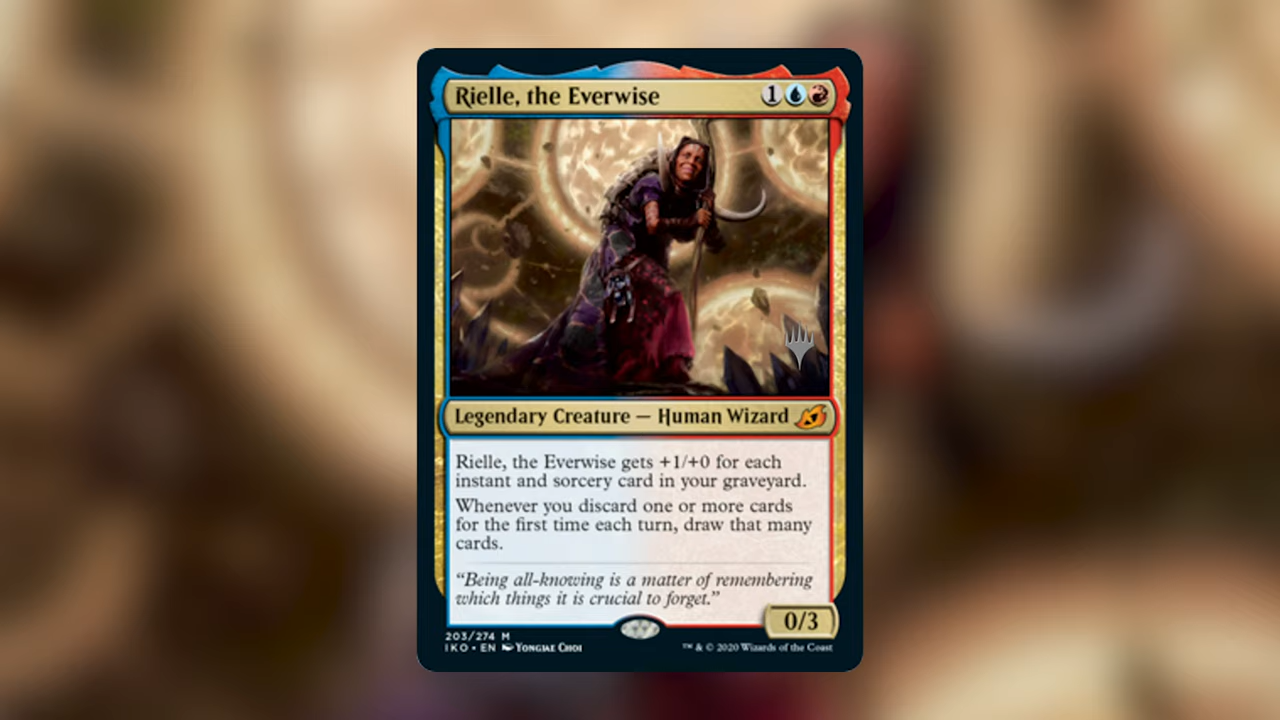 Rielle, the Everwise 1
Legendary Creature — Human Wizard
Rielle, the Everwise gets +1/+0 for each
instant and sorcery card in your graveyard.
Whenever you discard one or more cards
for the first time each turn, draw that many
cards.
“Being all-knowing is a matter of remembering
which things it is crucial to forget.”
0/3
203/274 M
IKO • EN Yongjae Choi
™ & © 2020 Wizards of the Coast